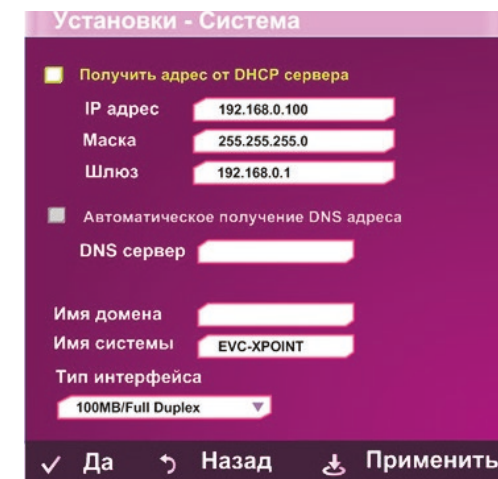 Установки - Система
Получить адрес от DHCP сервера
IP адрес 192.168.0.100
Маска 255.255.255.0
Шлюз 192.168.0.1
Автоматическое получение DNS адреса
DNS сервер
Имя домена
Имя системы EVC-XPOINT
Тип интерфейса
100MB/Full Duplex
Да Назад Применить